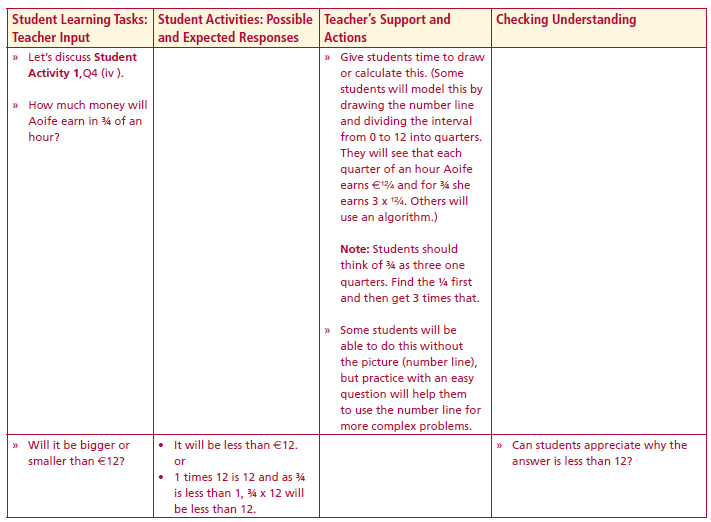 Student Learning Tasks:
Teacher Input
Student Activities: Possible
and Expected Responses
Teacher's Support and
Actions
Checking Understanding
» Let's discuss Student
Activity 1,Q4 (iv ).
» How much money will
Aoife earn in ¾ of an
hour?
» Give students time to draw
or calculate this. (Some
students will model this by
drawing the number line
and dividing the interval
from 0 to 12 into quarters.
They will see that each
quarter of an hour Aoife
earns €12/4 and for ¾ she
earns 3 x 12/4. Others will
use an algorithm.)
Note: Students should
think of ¾ as three one
quarters. Find the ¼ first
and then get 3 times that.
» Some students will be
able to do this without
the picture (number line),
but practice with an easy
question will help them
to use the number line for
more complex problems.
» Will it be bigger or
smaller than €12?
• It will be less than €12.
or
• 1 times 12 is 12 and as ¾
is less than 1, ¾ x 12 will
be less than 12.
» Can students appreciate why the
answer is less than 12?